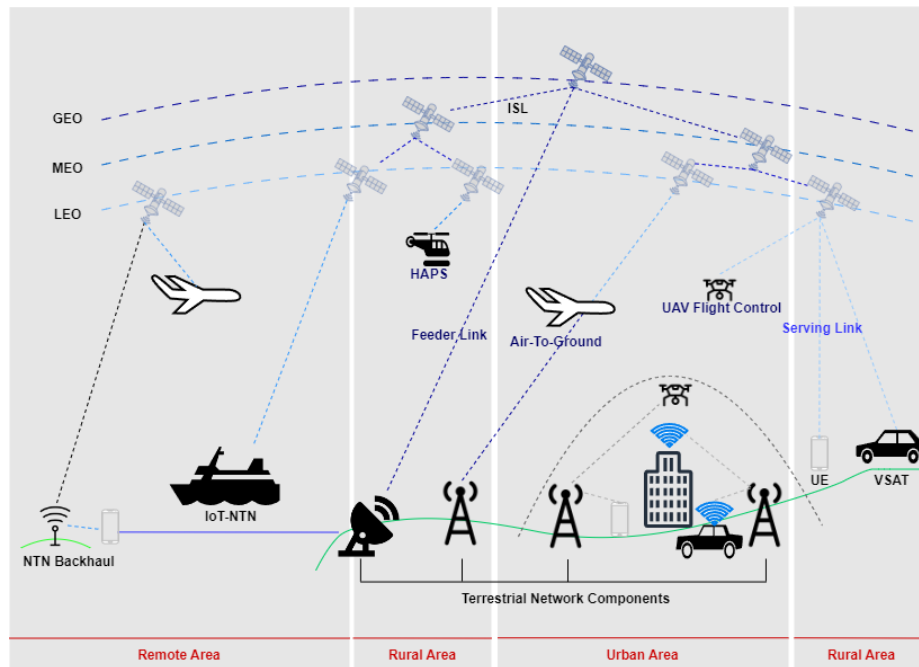 GEO
ISL
MEO
LEO
HAPS
UAV Flight Control
Feeder Link
Air-To-Ground
Serving Link
IoT-NTN
UE
VSAT
NTN Backhaul
Terrestrial Network Components
Remote Area
Rural Area
Urban Area
Rural Area